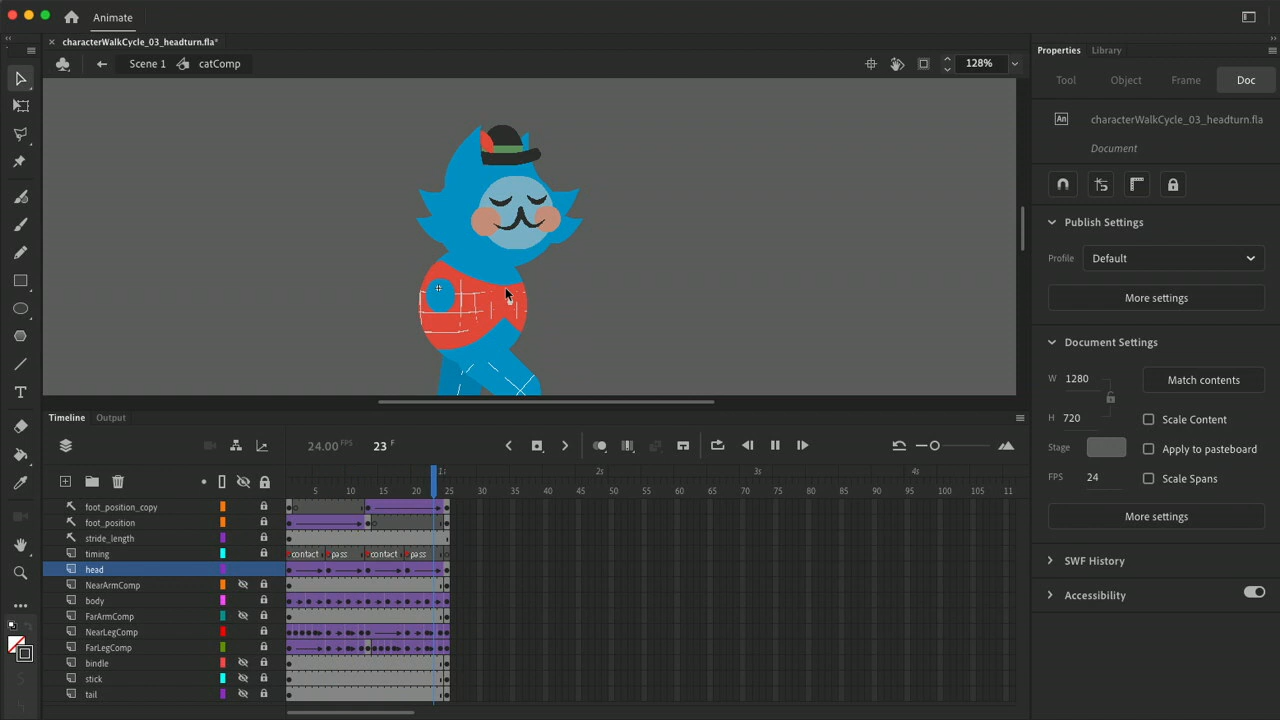 Animate
× characterWalkCycle_03_headturn.fla*
Scene 1 catComp
128%
Properties Library
Tool Object Frame Doc
An characterWalkCycle_03_headturn.fla
Document
Publish Settings
Profile Default
More settings
Document Settings
W 1280 Match contents
H 720 Scale Content
Stage Apply to pasteboard
FPS 24 Scale Spans
More settings
SWF History
Accessibility
Timeline Output
24.00 FPS 23 F
1s 2s 3s 4s
5 10 15 20 25 30 35 40 45 50 55 60 65 70 75 80 85 90 95 100 105 11
foot_position_copy
foot_position
stride_length
timing contact pass contact pass
head
NearArmComp
body
FarArmComp
NearLegComp
FarLegComp
bindle
stick
tail